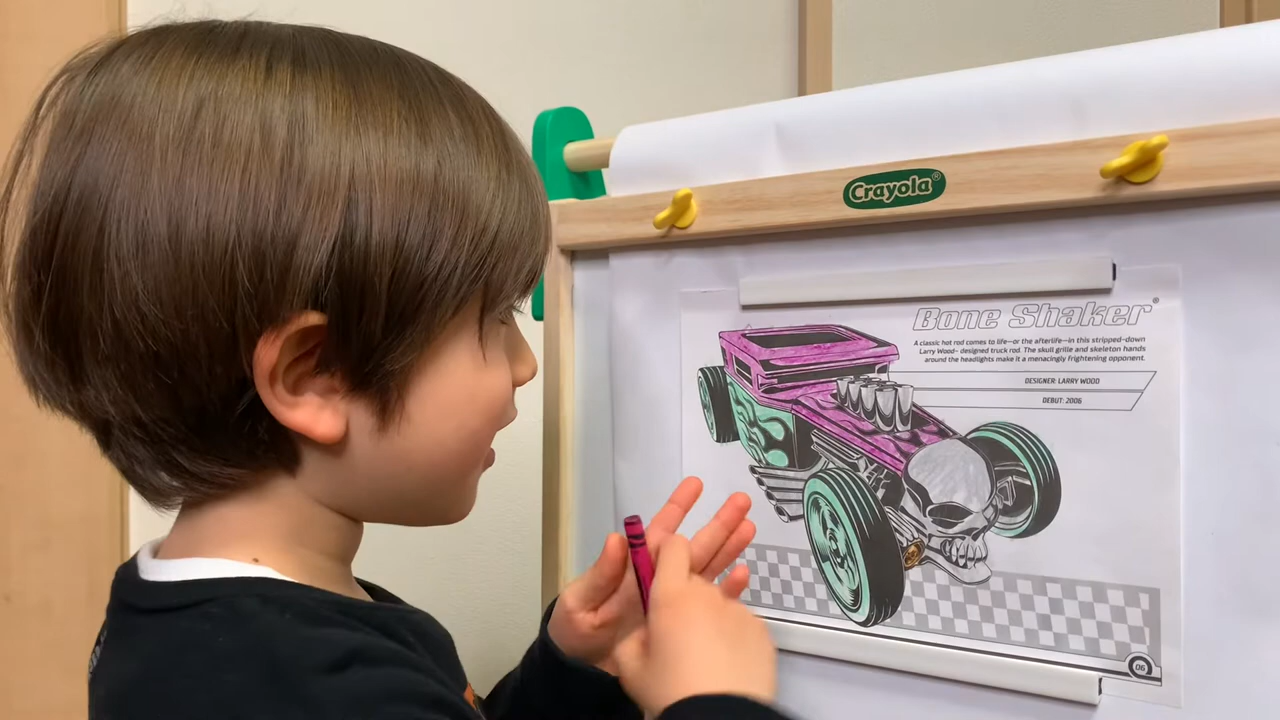 Crayola®
Bone Shaker®
A classic hot rod comes to life—or the afterlife—in this stripped-down
Larry Wood- designed truck rod. The skull grille and skeleton hands
around the headlights make it a menacingly frightening opponent.
DESIGNER: LARRY WOOD
DEBUT: 2006
06